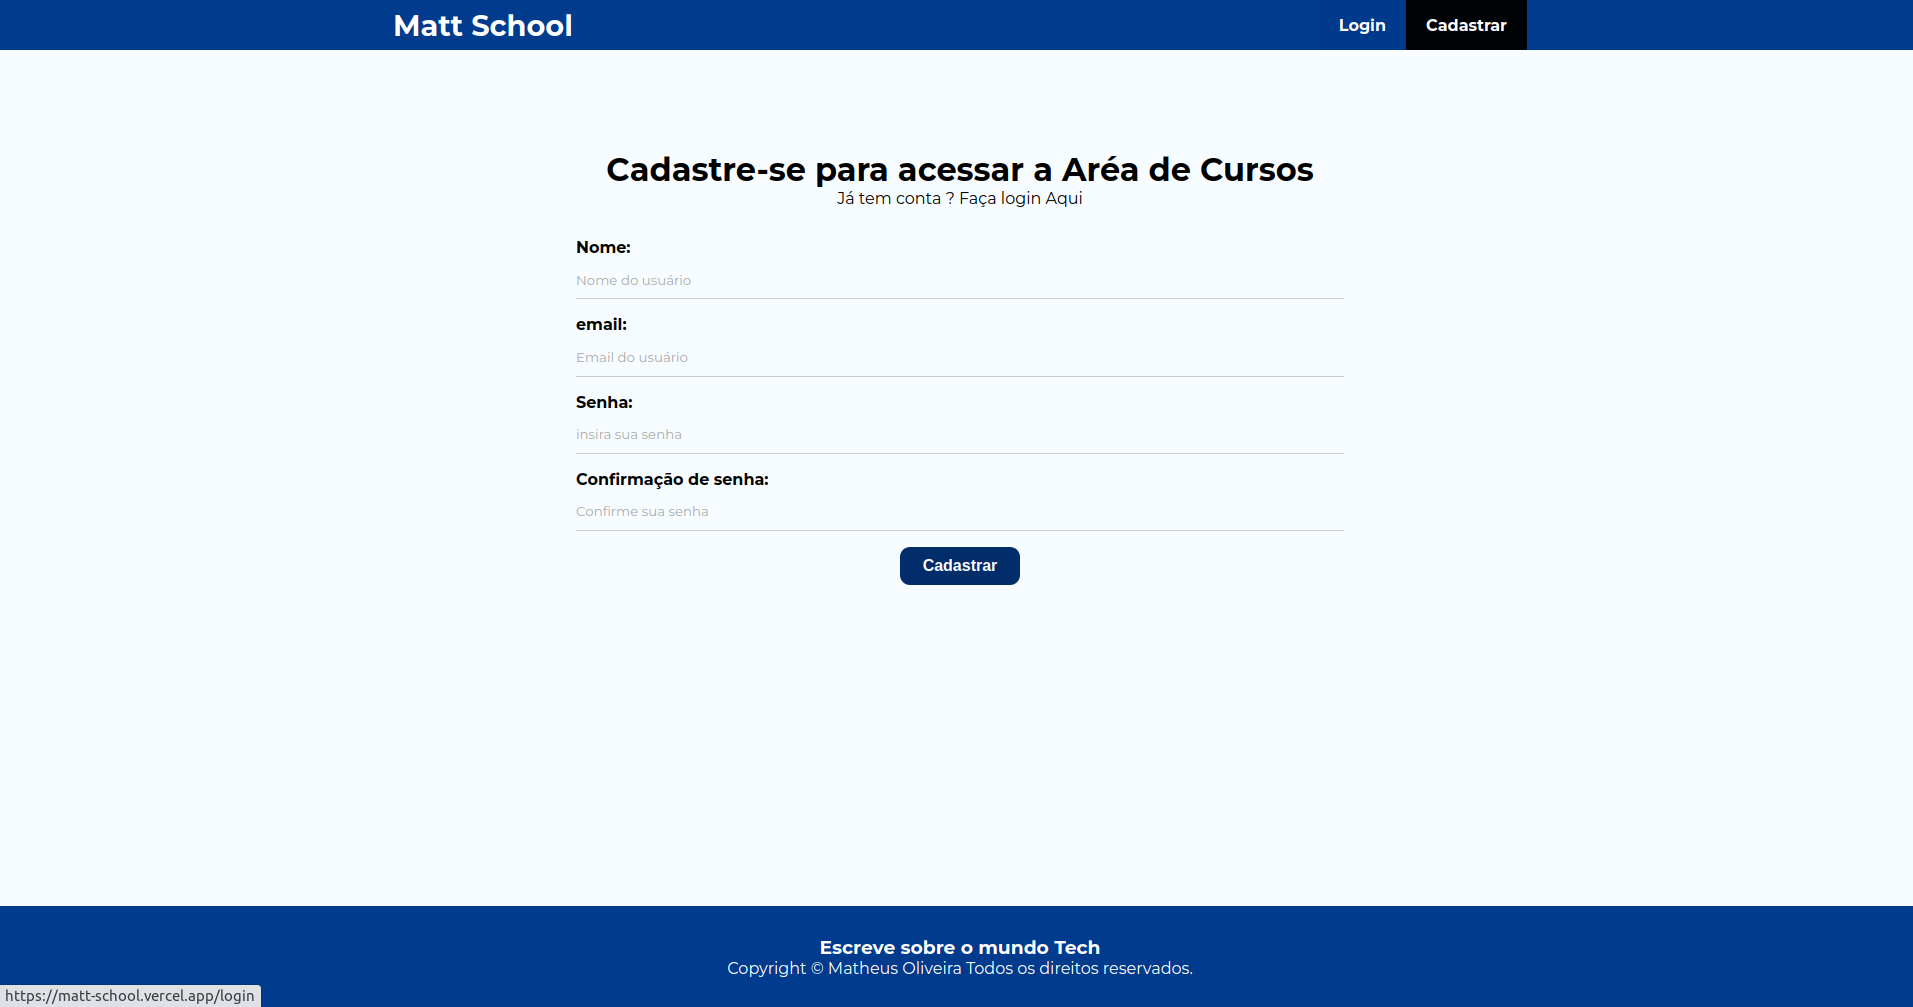 Matt School
Login
Cadastrar
Cadastre-se para acessar a Aréa de Cursos
Já tem conta ? Faça login Aqui
Nome:
Nome do usuário
email:
Email do usuário
Senha:
insira sua senha
Confirmação de senha:
Confirme sua senha
Cadastrar
Escreve sobre o mundo Tech
Copyright © Matheus Oliveira Todos os direitos reservados.
https://matt-school.vercel.app/login